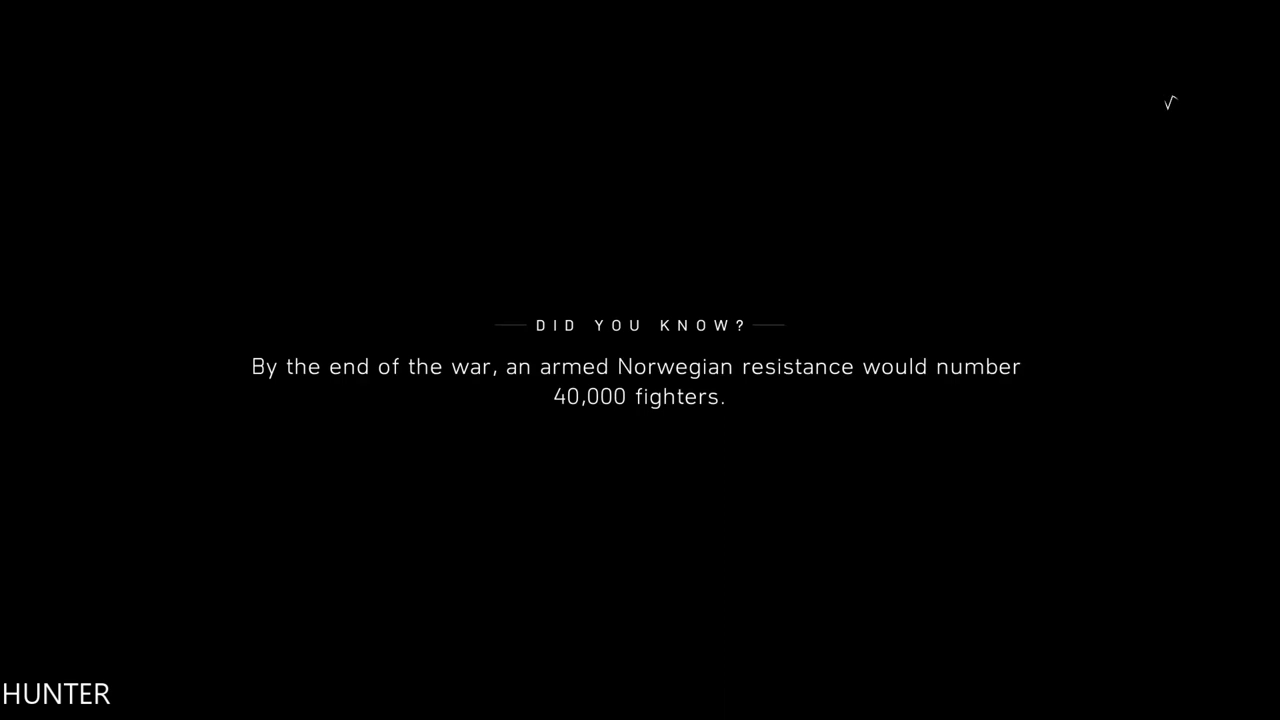 DID YOU KNOW?
By the end of the war, an armed Norwegian resistance would number
40,000 fighters.
HUNTER